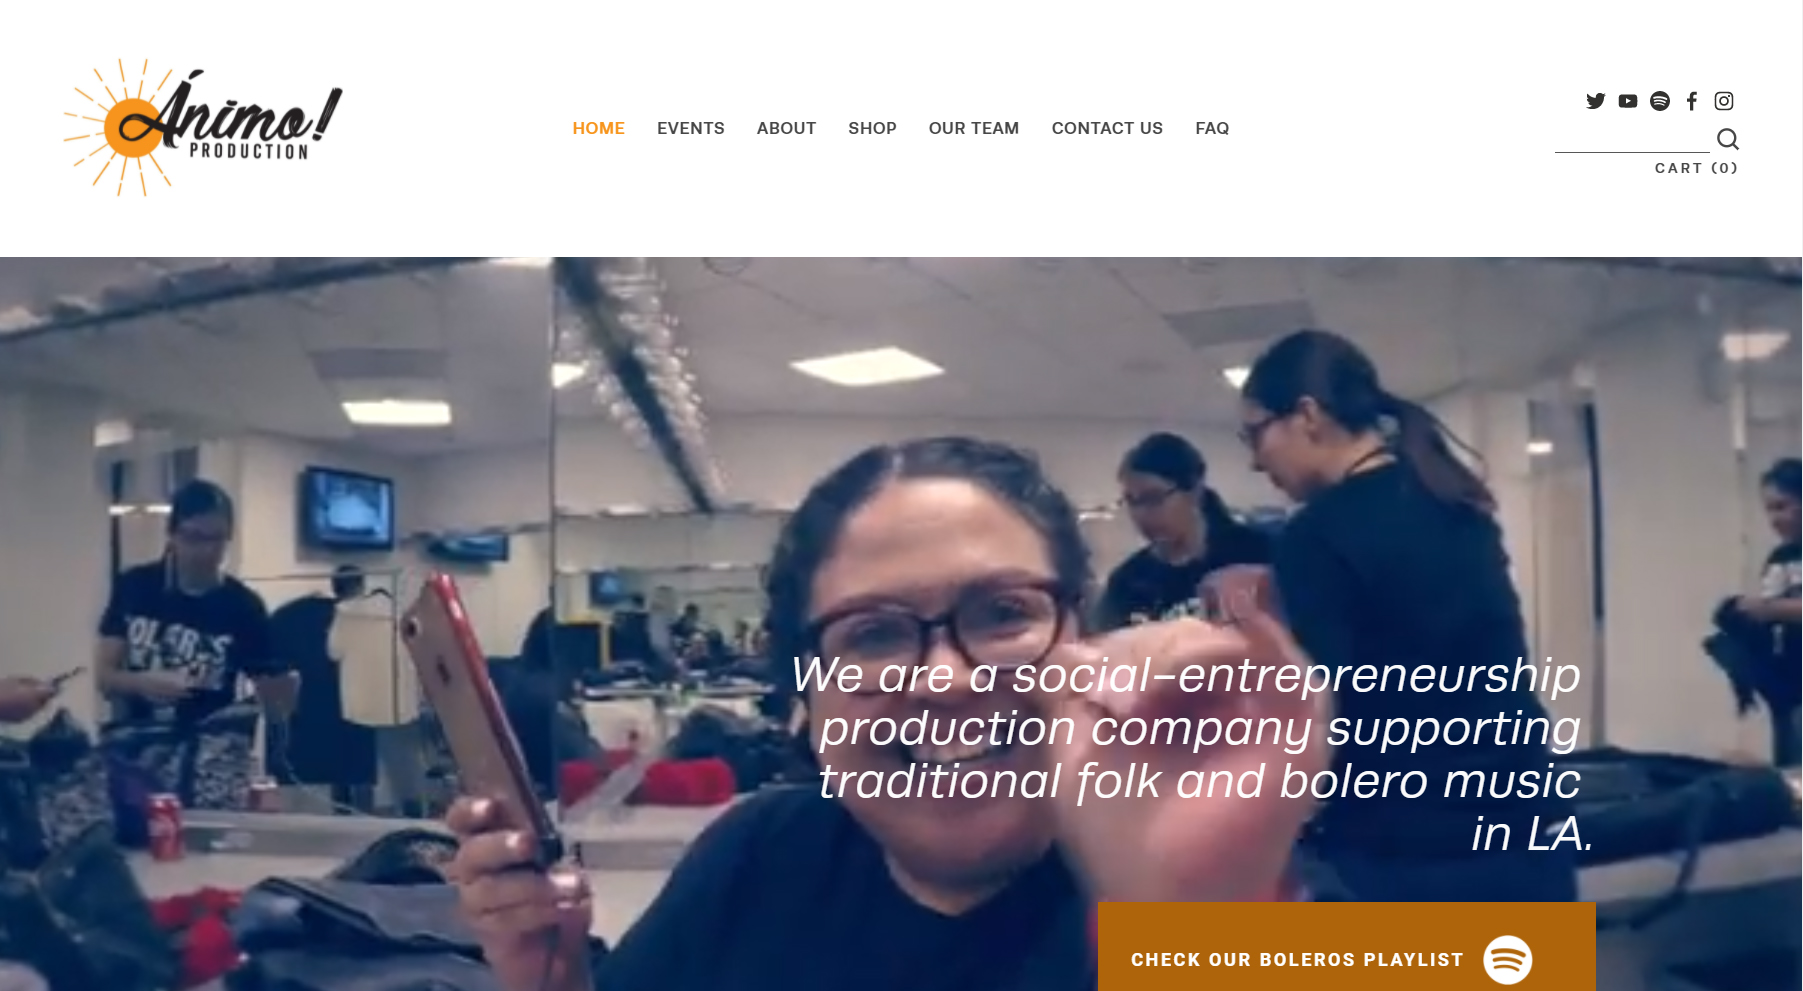 Ánimo!
PRODUCTION
HOME EVENTS ABOUT SHOP OUR TEAM CONTACT US FAQ
CART (0)
We are a social-entrepreneurship
production company supporting
traditional folk and bolero music
in LA.
CHECK OUR BOLEROS PLAYLIST